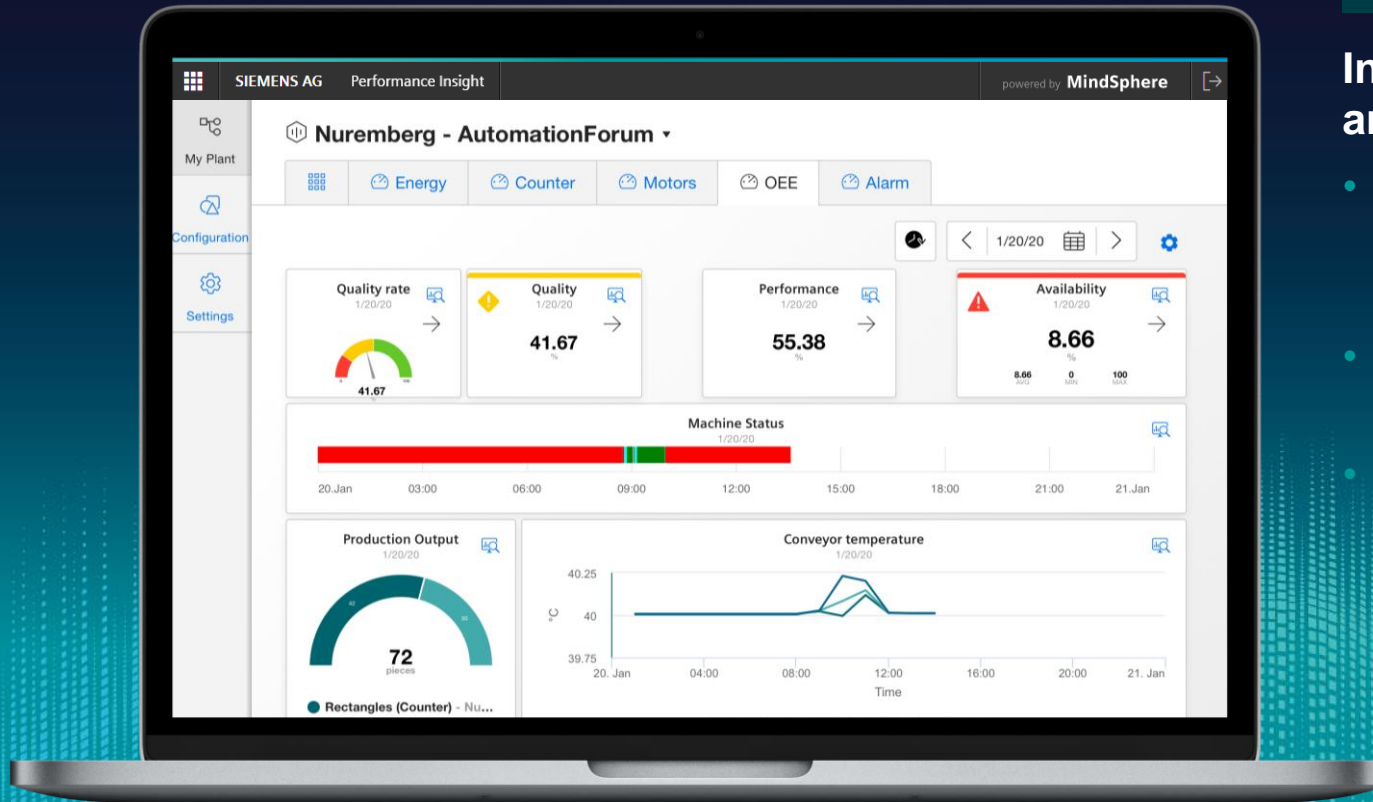 SIEMENS AG Performance Insight powered by MindSphere
My Plant
Configuration
Settings
Nuremberg - AutomationForum
Energy Counter Motors OEE Alarm
1/20/20
Quality rate
1/20/20
41.67
Quality
1/20/20
41.67
%
Performance
1/20/20
55.38
%
Availability
1/20/20
8.66
%
8.66 0 100
AVG MIN MAX
Machine Status
1/20/20
20.Jan 03:00 06:00 09:00 12:00 15:00 18:00 21:00 21.Jan
Production Output
1/20/20
72
pieces
Rectangles (Counter) - Nu...
Conveyor temperature
1/20/20
°C
40.25
40
39.75
20. Jan 04:00 08:00 12:00 16:00 20:00 21. Jan
Time
In